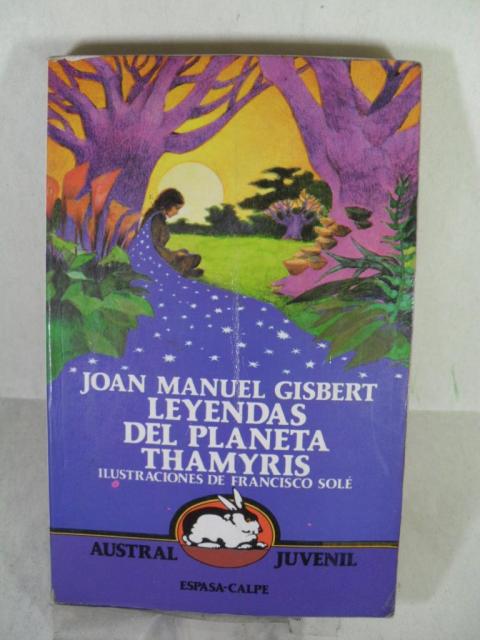 JOAN MANUEL GISBERT
LEYENDAS
DEL PLANETA
THAMYRIS
ILUSTRACIONES DE FRANCISCO SOLÉ
AUSTRAL JUVENIL
ESPASA-CALPE